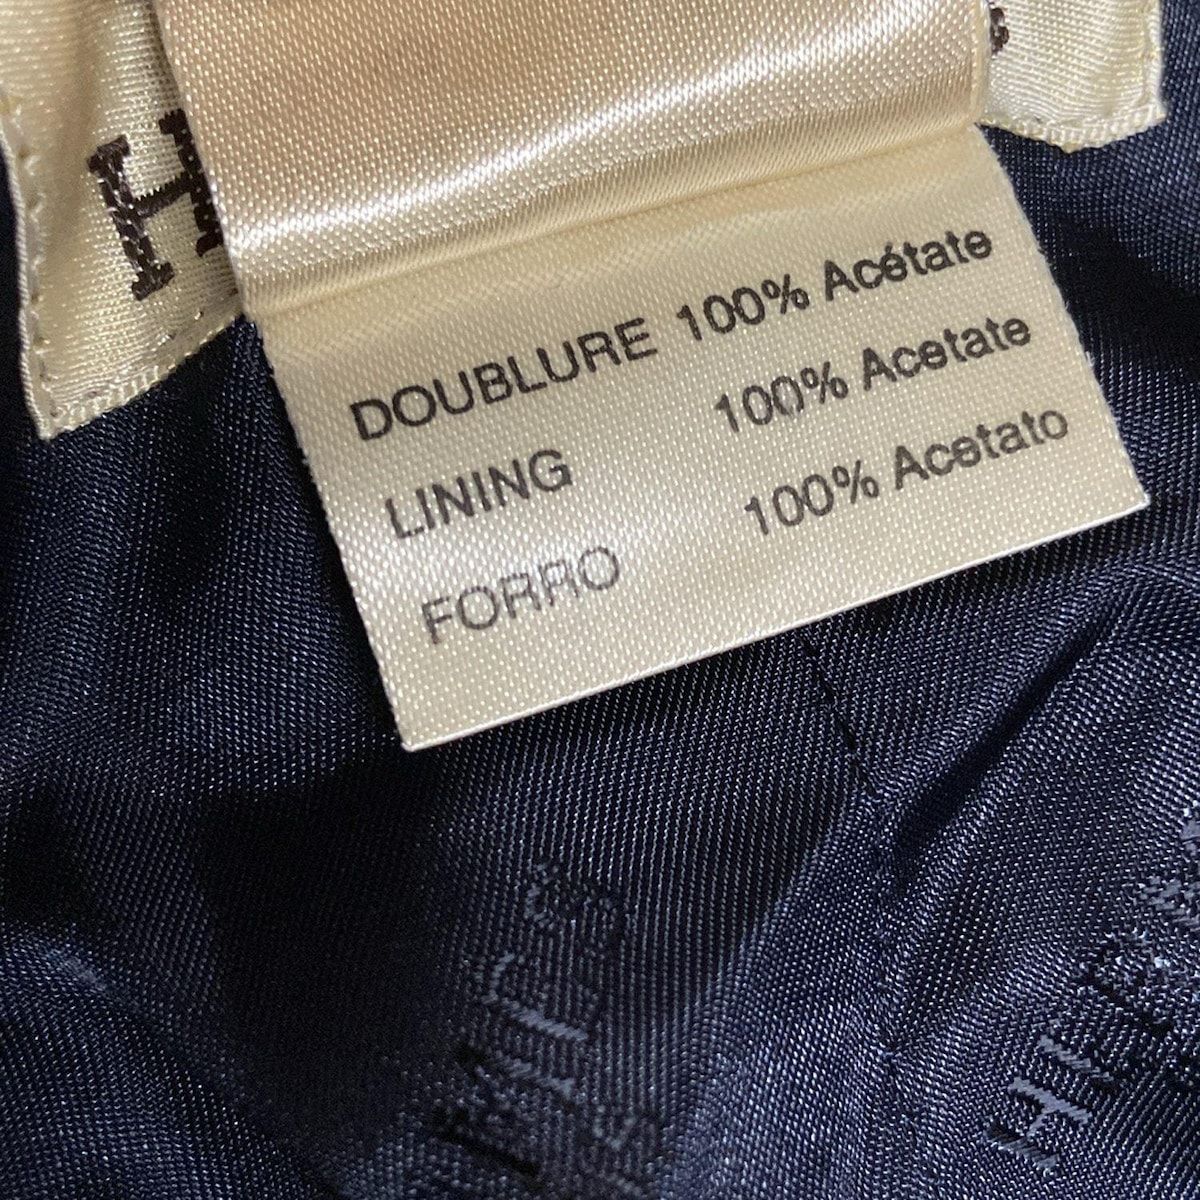 H
DOUBLURE 100% Acétate
LINING 100% Acetate
FORRO 100% Acetato